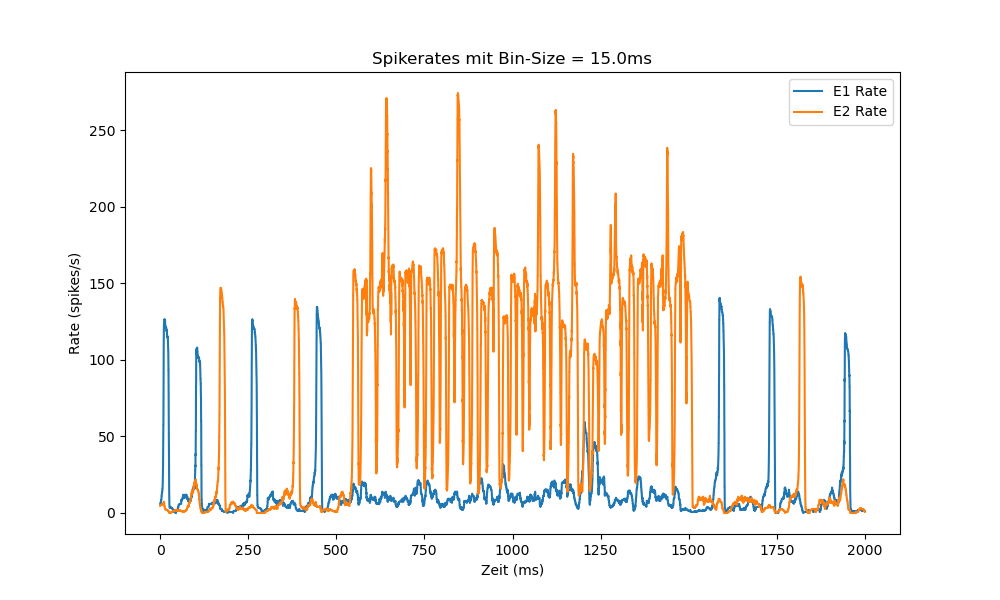 Spikerates mit Bin-Size = 15.0ms
E1 Rate
E2 Rate
Rate (spikes/s)
250
200
150
100
50
0
0 250 500 750 1000 1250 1500 1750 2000
Zeit (ms)